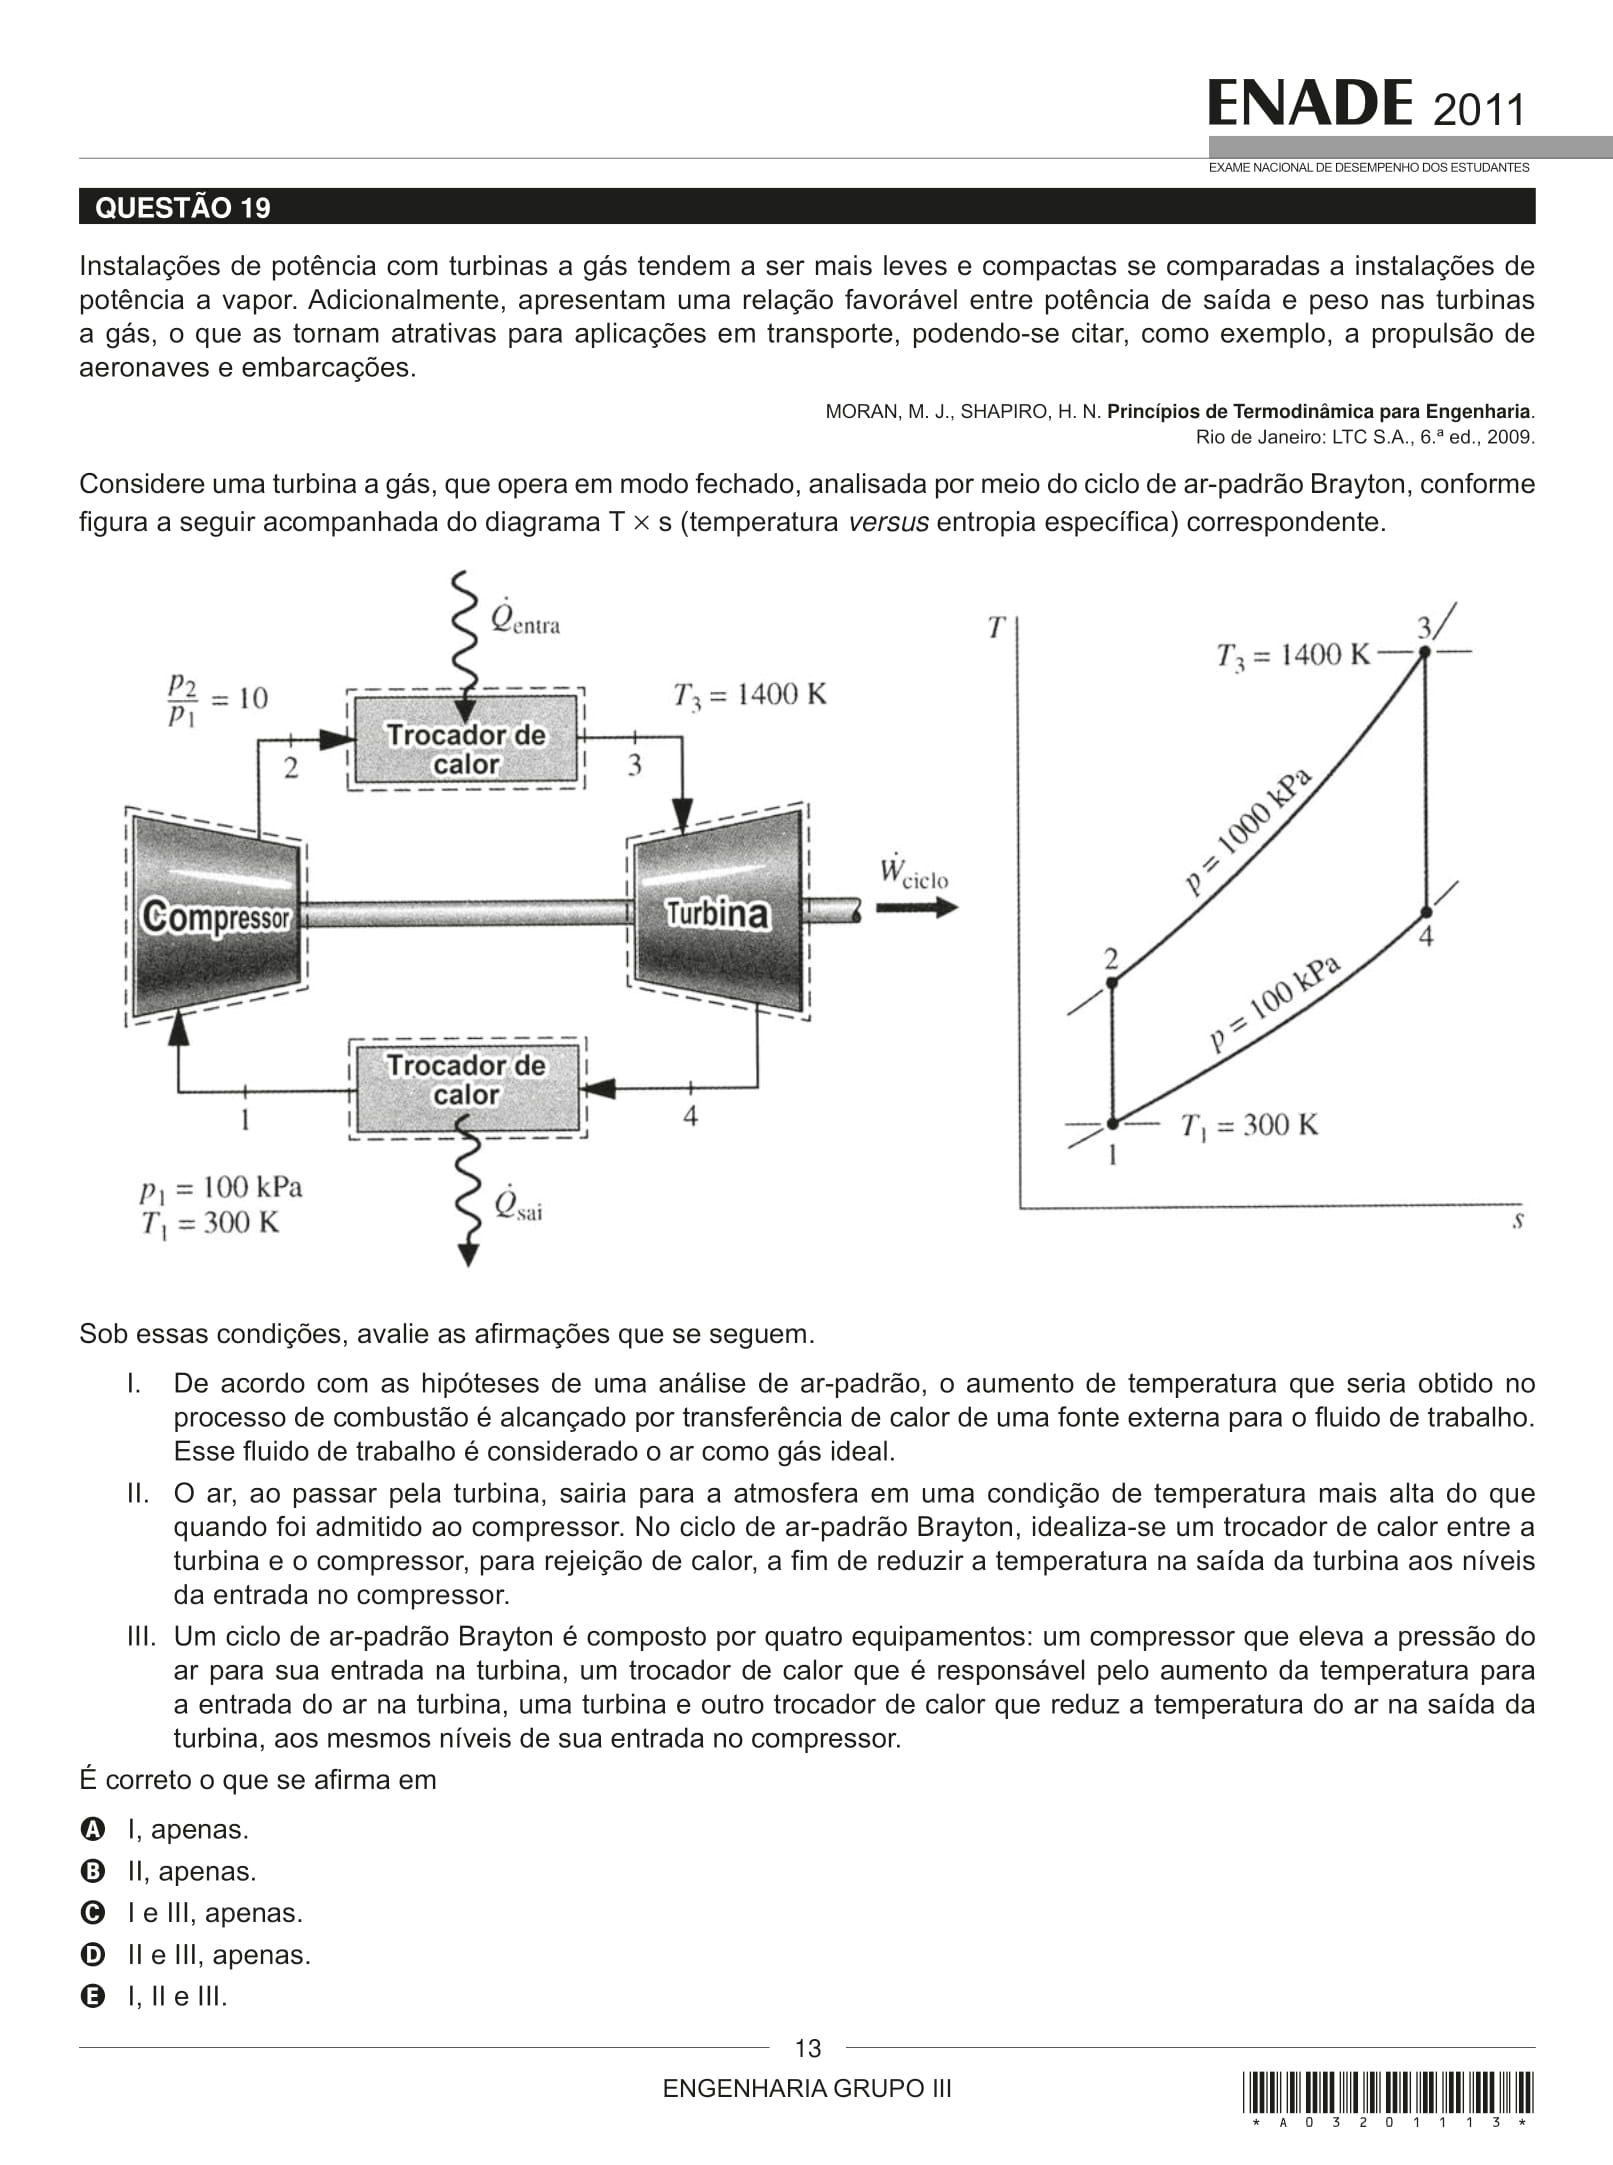 ENADE 2011
EXAME NACIONAL DE DESEMPENHO DOS ESTUDANTES
QUESTÃO 19
Instalações de potência com turbinas a gás tendem a ser mais leves e compactas se comparadas a instalações de
potência a vapor. Adicionalmente, apresentam uma relação favorável entre potência de saída e peso nas turbinas
a gás, o que as tornam atrativas para aplicações em transporte, podendo-se citar, como exemplo, a propulsão de
aeronaves e embarcações.
MORAN, M. J., SHAPIRO, H. N. Princípios de Termodinâmica para Engenharia.
Rio de Janeiro: LTC S.A., 6.ª ed., 2009.
Considere uma turbina a gás, que opera em modo fechado, analisada por meio do ciclo de ar-padrão Brayton, conforme
figura a seguir acompanhada do diagrama T × s (temperatura versus entropia específica) correspondente.
Q̇entra
p2/p1 = 10
T3 = 1400 K
Trocador de
calor
2
3
Compressor
Turbina
Ẇciclo
Trocador de
calor
1
4
p1 = 100 kPa
T1 = 300 K
Q̇sai
T
3
T3 = 1400 K
p = 1000 kPa
2
4
p = 100 kPa
T1 = 300 K
1
s
Sob essas condições, avalie as afirmações que se seguem.
I. De acordo com as hipóteses de uma análise de ar-padrão, o aumento de temperatura que seria obtido no
processo de combustão é alcançado por transferência de calor de uma fonte externa para o fluido de trabalho.
Esse fluido de trabalho é considerado o ar como gás ideal.
II. O ar, ao passar pela turbina, sairia para a atmosfera em uma condição de temperatura mais alta do que
quando foi admitido ao compressor. No ciclo de ar-padrão Brayton, idealiza-se um trocador de calor entre a
turbina e o compressor, para rejeição de calor, a fim de reduzir a temperatura na saída da turbina aos níveis
da entrada no compressor.
III. Um ciclo de ar-padrão Brayton é composto por quatro equipamentos: um compressor que eleva a pressão do
ar para sua entrada na turbina, um trocador de calor que é responsável pelo aumento da temperatura para
a entrada do ar na turbina, uma turbina e outro trocador de calor que reduz a temperatura do ar na saída da
turbina, aos mesmos níveis de sua entrada no compressor.
É correto o que se afirma em
A I, apenas.
B II, apenas.
C I e III, apenas.
D II e III, apenas.
E I, II e III.
13
ENGENHARIA GRUPO III
* A 0 3 2 0 1 1 1 3 *